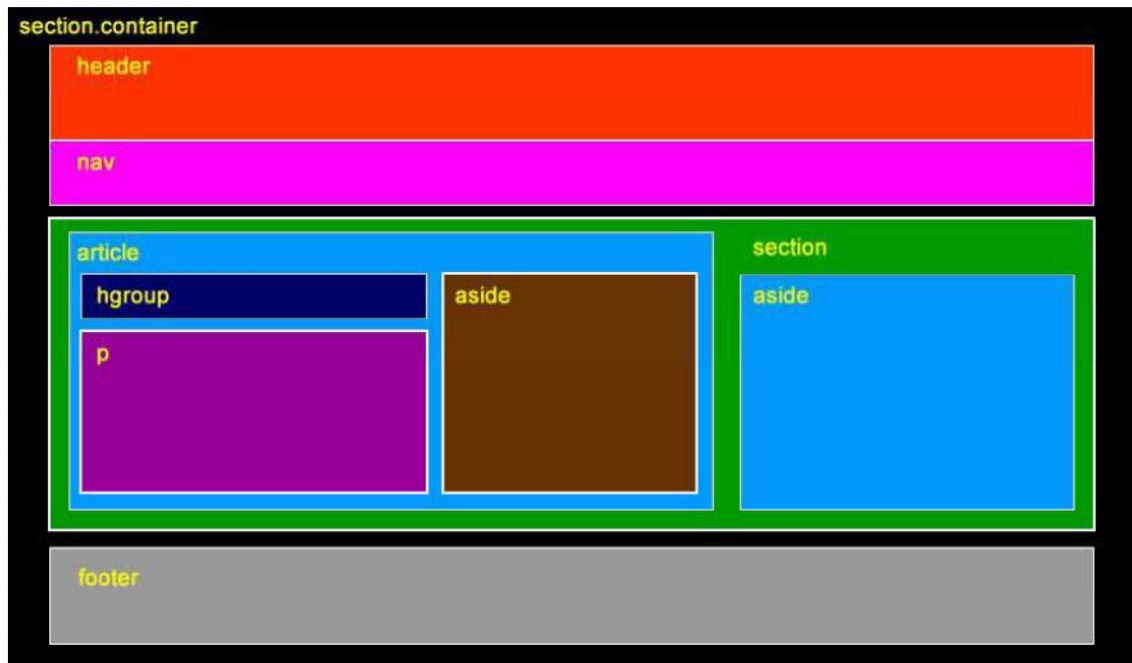 section.container
header
nav
article
section
hgroup
aside
aside
p
footer